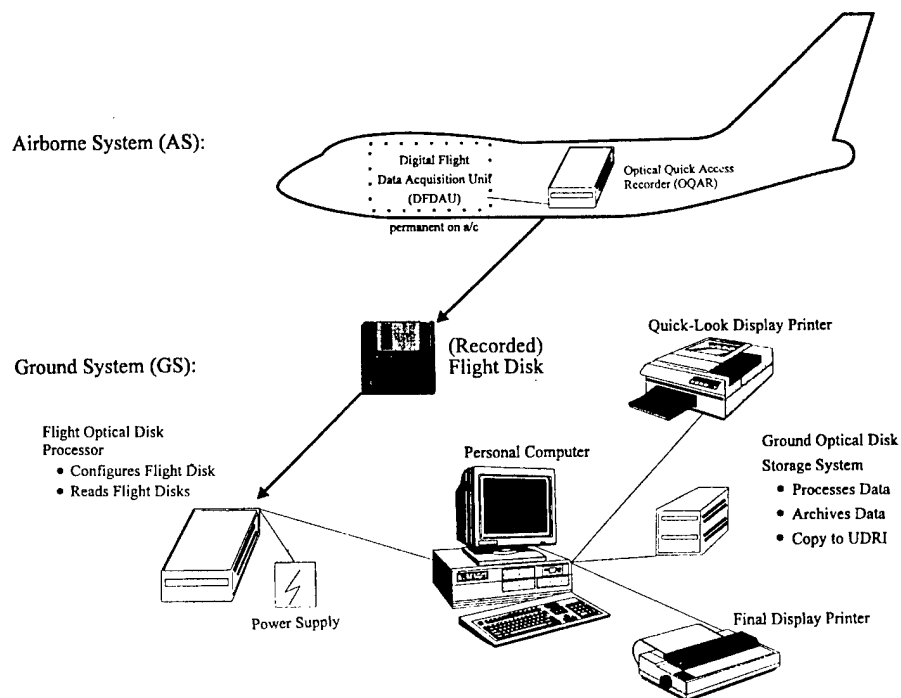 Airborne System (AS):
Digital Flight
Data Acquisition Unit
(DFDAU)
permanent on a/c
Optical Quick Access
Recorder (OQAR)
(Recorded)
Flight Disk
Quick-Look Display Printer
Ground System (GS):
Flight Optical Disk
Processor
• Configures Flight Disk
• Reads Flight Disks
Power Supply
Personal Computer
Ground Optical Disk
Storage System
• Processes Data
• Archives Data
• Copy to UDRI
Final Display Printer